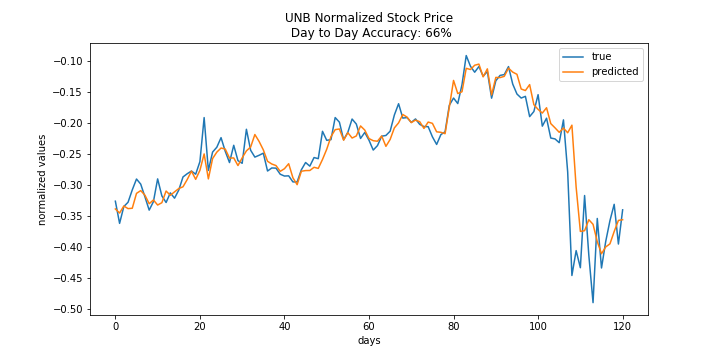 UNB Normalized Stock Price
Day to Day Accuracy: 66%
true
predicted
normalized values
−0.10
−0.15
−0.20
−0.25
−0.30
−0.35
−0.40
−0.45
−0.50
0
20
40
60
80
100
120
days